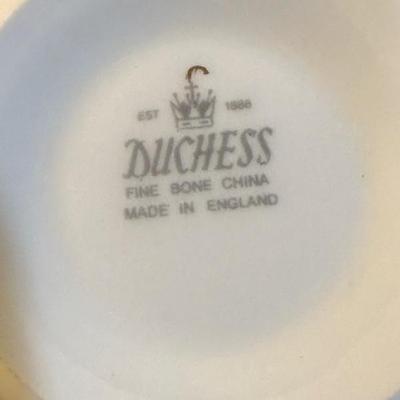 C
EST 1888
DUCHESS
FINE BONE CHINA
MADE IN ENGLAND